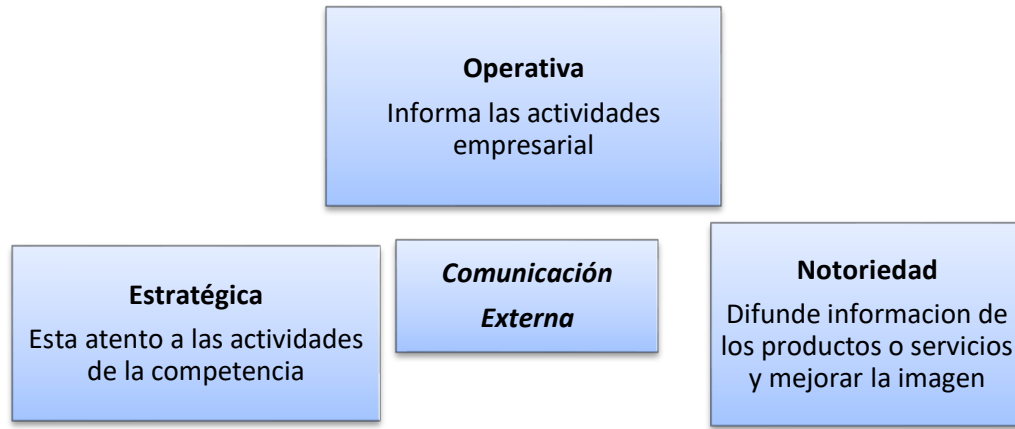 Operativa
Informa las actividades
empresarial
Estratégica
Esta atento a las actividades
de la competencia
Comunicación
Externa
Notoriedad
Difunde informacion de
los productos o servicios
y mejorar la imagen